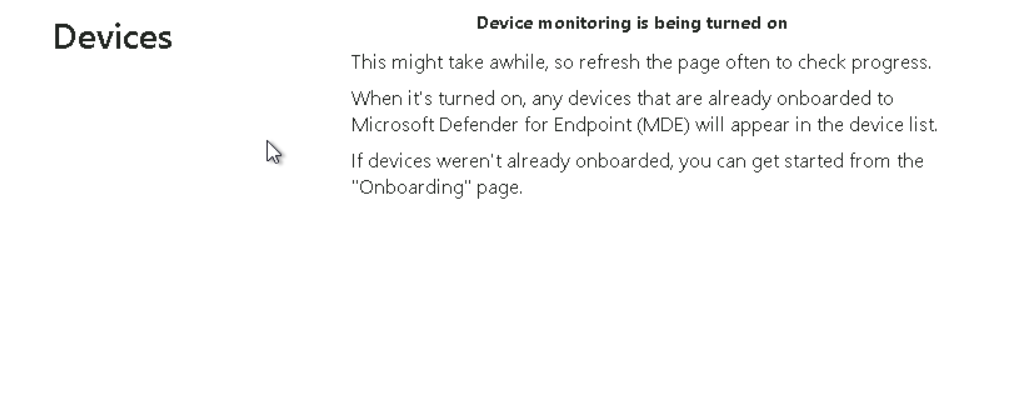 Devices
Device monitoring is being turned on
This might take awhile, so refresh the page often to check progress.
When it's turned on, any devices that are already onboarded to
Microsoft Defender for Endpoint (MDE) will appear in the device list.
If devices weren't already onboarded, you can get started from the
"Onboarding" page.